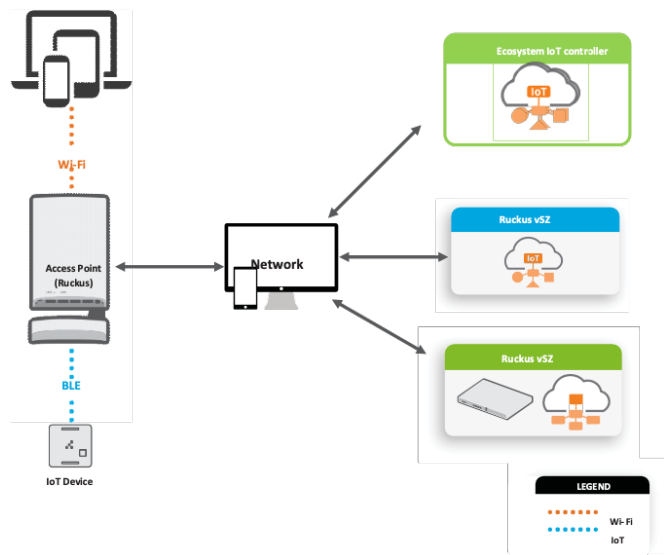 Ecosystem IoT controller
IoT
Wi-Fi
Access Point
(Ruckus)
Network
Ruckus vSZ
IoT
Ruckus vSZ
BLE
IoT Device
LEGEND
Wi- Fi
IoT